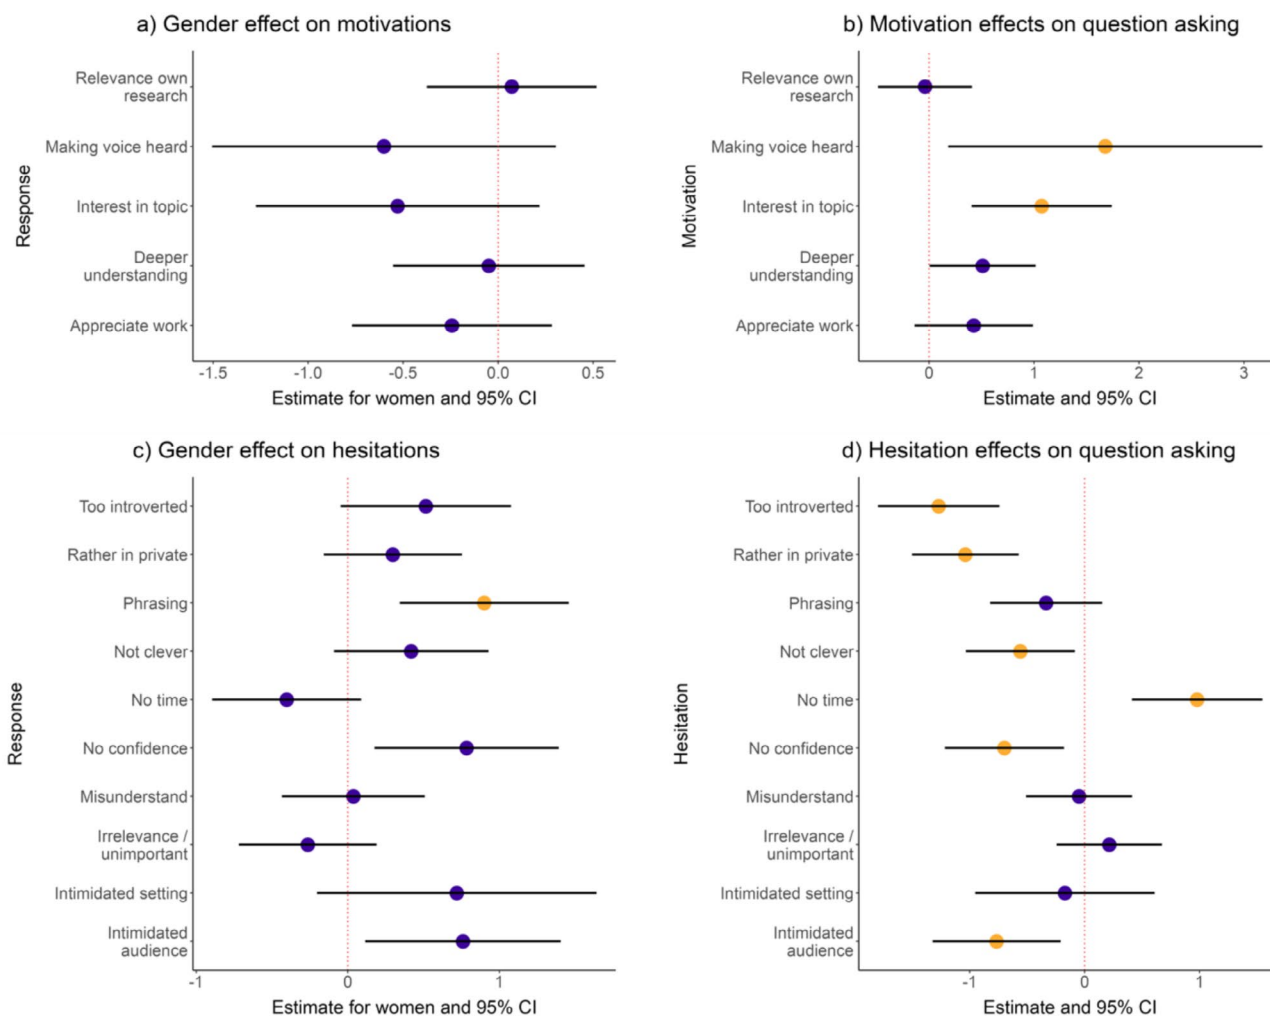 a) Gender effect on motivations
Response
Relevance own
research
Making voice heard
Interest in topic
Deeper
understanding
Appreciate work
-1.5 -1.0 -0.5 0.0 0.5
Estimate for women and 95% CI
b) Motivation effects on question asking
Motivation
Relevance own
research
Making voice heard
Interest in topic
Deeper
understanding
Appreciate work
0 1 2 3
Estimate and 95% CI
c) Gender effect on hesitations
Response
Too introverted
Rather in private
Phrasing
Not clever
No time
No confidence
Misunderstand
Irrelevance /
unimportant
Intimidated setting
Intimidated
audience
-1 0 1
Estimate for women and 95% CI
d) Hesitation effects on question asking
Hesitation
Too introverted
Rather in private
Phrasing
Not clever
No time
No confidence
Misunderstand
Irrelevance /
unimportant
Intimidated setting
Intimidated
audience
-1 0 1
Estimate and 95% CI